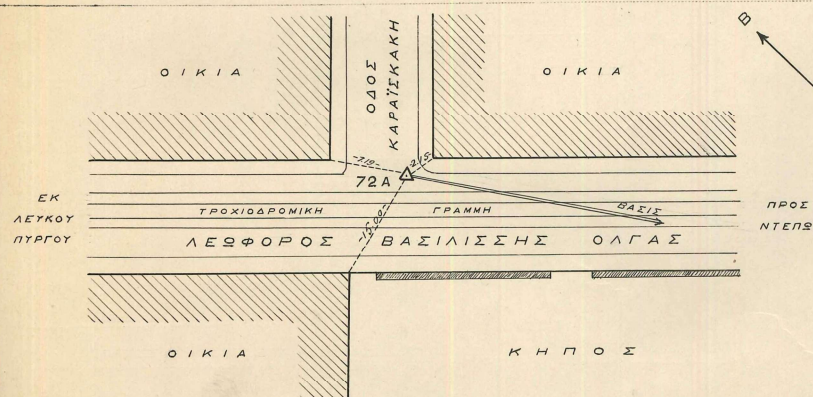 Β
ΟΙΚΙΑ
ΟΔΟΣ
ΚΑΡΑΪΣΚΑΚΗ
ΟΙΚΙΑ
-7.10-
-2.15-
72Α
ΕΚ
ΛΕΥΚΟΥ
ΠΥΡΓΟΥ
ΤΡΟΧΙΟΔΡΟΜΙΚΗ ΓΡΑΜΜΗ
ΒΑΣΙΣ
ΠΡΟΣ
ΝΤΕΠΩ
-15.00-
ΛΕΩΦΟΡΟΣ ΒΑΣΙΛΙΣΣΗΣ ΟΛΓΑΣ
ΟΙΚΙΑ
ΚΗΠΟΣ